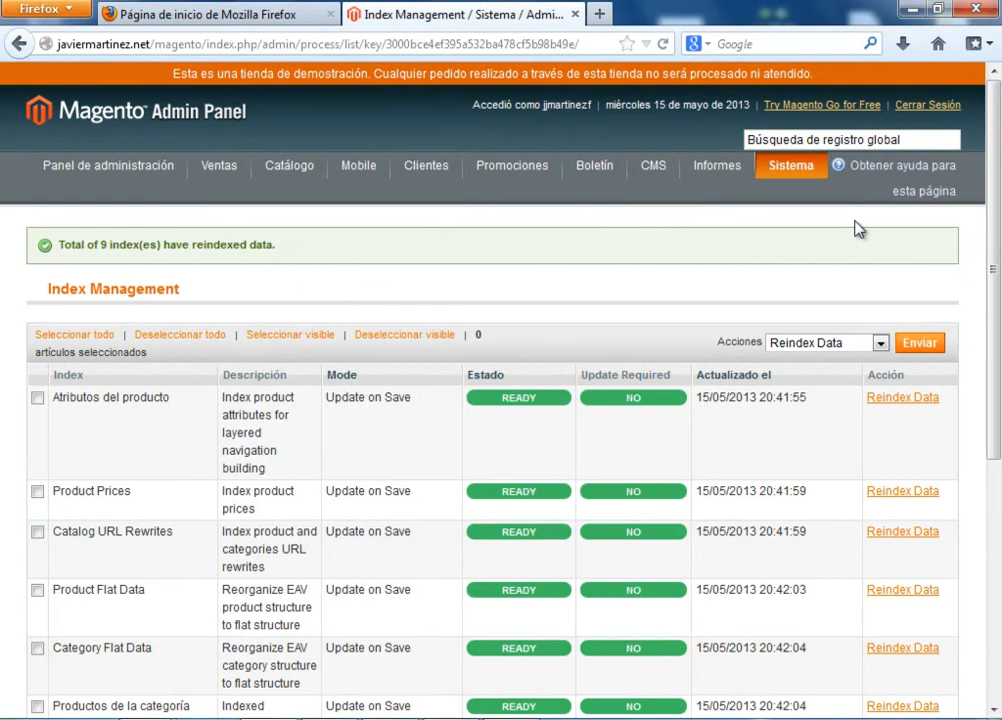 Firefox
Página de inicio de Mozilla Firefox
Index Management / Sistema / Admi...
javiermartinez.net/magento/index.php/admin/process/list/key/3000bce4ef395a532ba478cf5b98b49e/
Google
Esta es una tienda de demostración. Cualquier pedido realizado a través de esta tienda no será procesado ni atendido.
Magento Admin Panel
Accedió como jjmartinezf | miércoles 15 de mayo de 2013 | Try Magento Go for Free | Cerrar Sesión
Búsqueda de registro global
Panel de administración Ventas Catálogo Mobile Clientes Promociones Boletín CMS Informes Sistema Obtener ayuda para
esta página
Total of 9 index(es) have reindexed data.
Index Management
Seleccionar todo | Deseleccionar todo | Seleccionar visible | Deseleccionar visible | 0
artículos seleccionados
Acciones Reindex Data Enviar
Index Descripción Mode Estado Update Required Actualizado el Acción
Atributos del producto Index product Update on Save READY NO 15/05/2013 20:41:55 Reindex Data
attributes for
layered
navigation
building
Product Prices Index product Update on Save READY NO 15/05/2013 20:41:59 Reindex Data
prices
Catalog URL Rewrites Index product and Update on Save READY NO 15/05/2013 20:41:59 Reindex Data
categories URL
rewrites
Product Flat Data Reorganize EAV Update on Save READY NO 15/05/2013 20:42:03 Reindex Data
product structure
to flat structure
Category Flat Data Reorganize EAV Update on Save READY NO 15/05/2013 20:42:04 Reindex Data
category structure
to flat structure
Productos de la categoría Indexed Update on Save READY NO 15/05/2013 20:42:04 Reindex Data